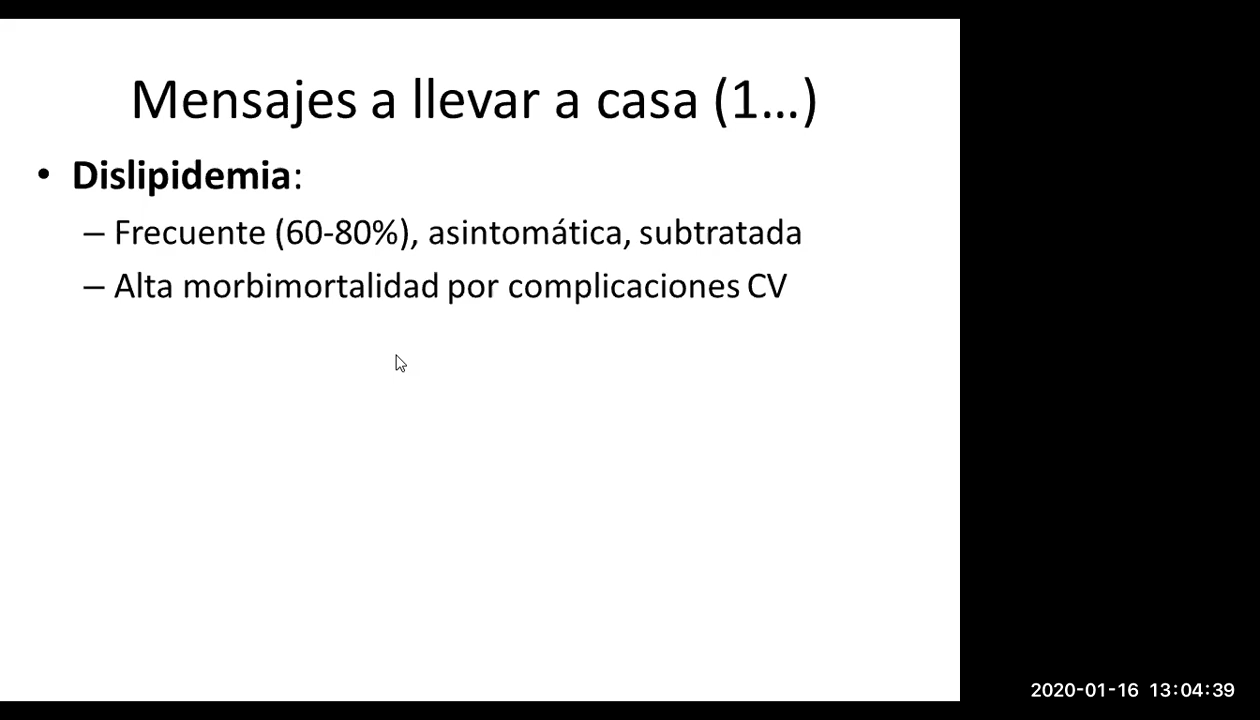 Mensajes a llevar a casa (1...)
• Dislipidemia:
– Frecuente (60-80%), asintomática, subtratada
– Alta morbimortalidad por complicaciones CV
2020-01-16 13:04:39